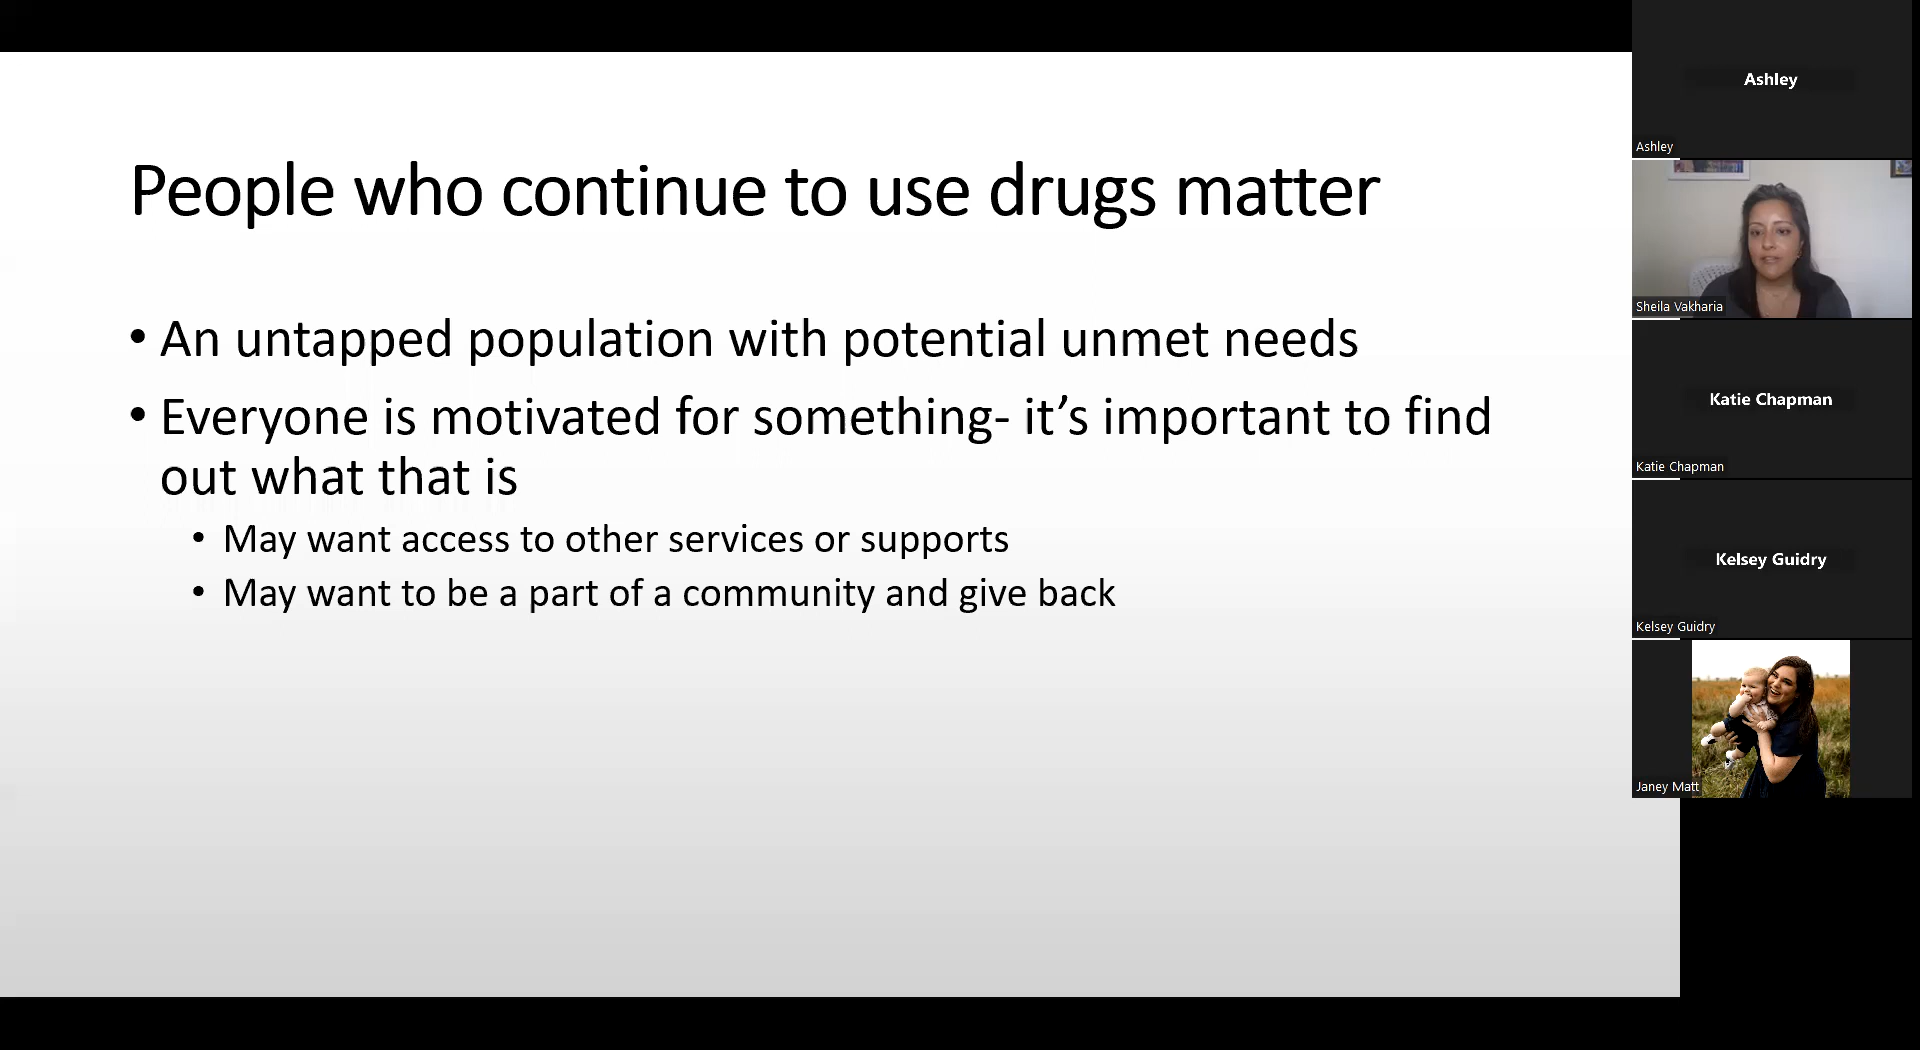 People who continue to use drugs matter
• An untapped population with potential unmet needs
• Everyone is motivated for something- it’s important to find
out what that is
• May want access to other services or supports
• May want to be a part of a community and give back
Ashley
Ashley
Sheila Vakharia
Katie Chapman
Katie Chapman
Kelsey Guidry
Kelsey Guidry
Janey Matt